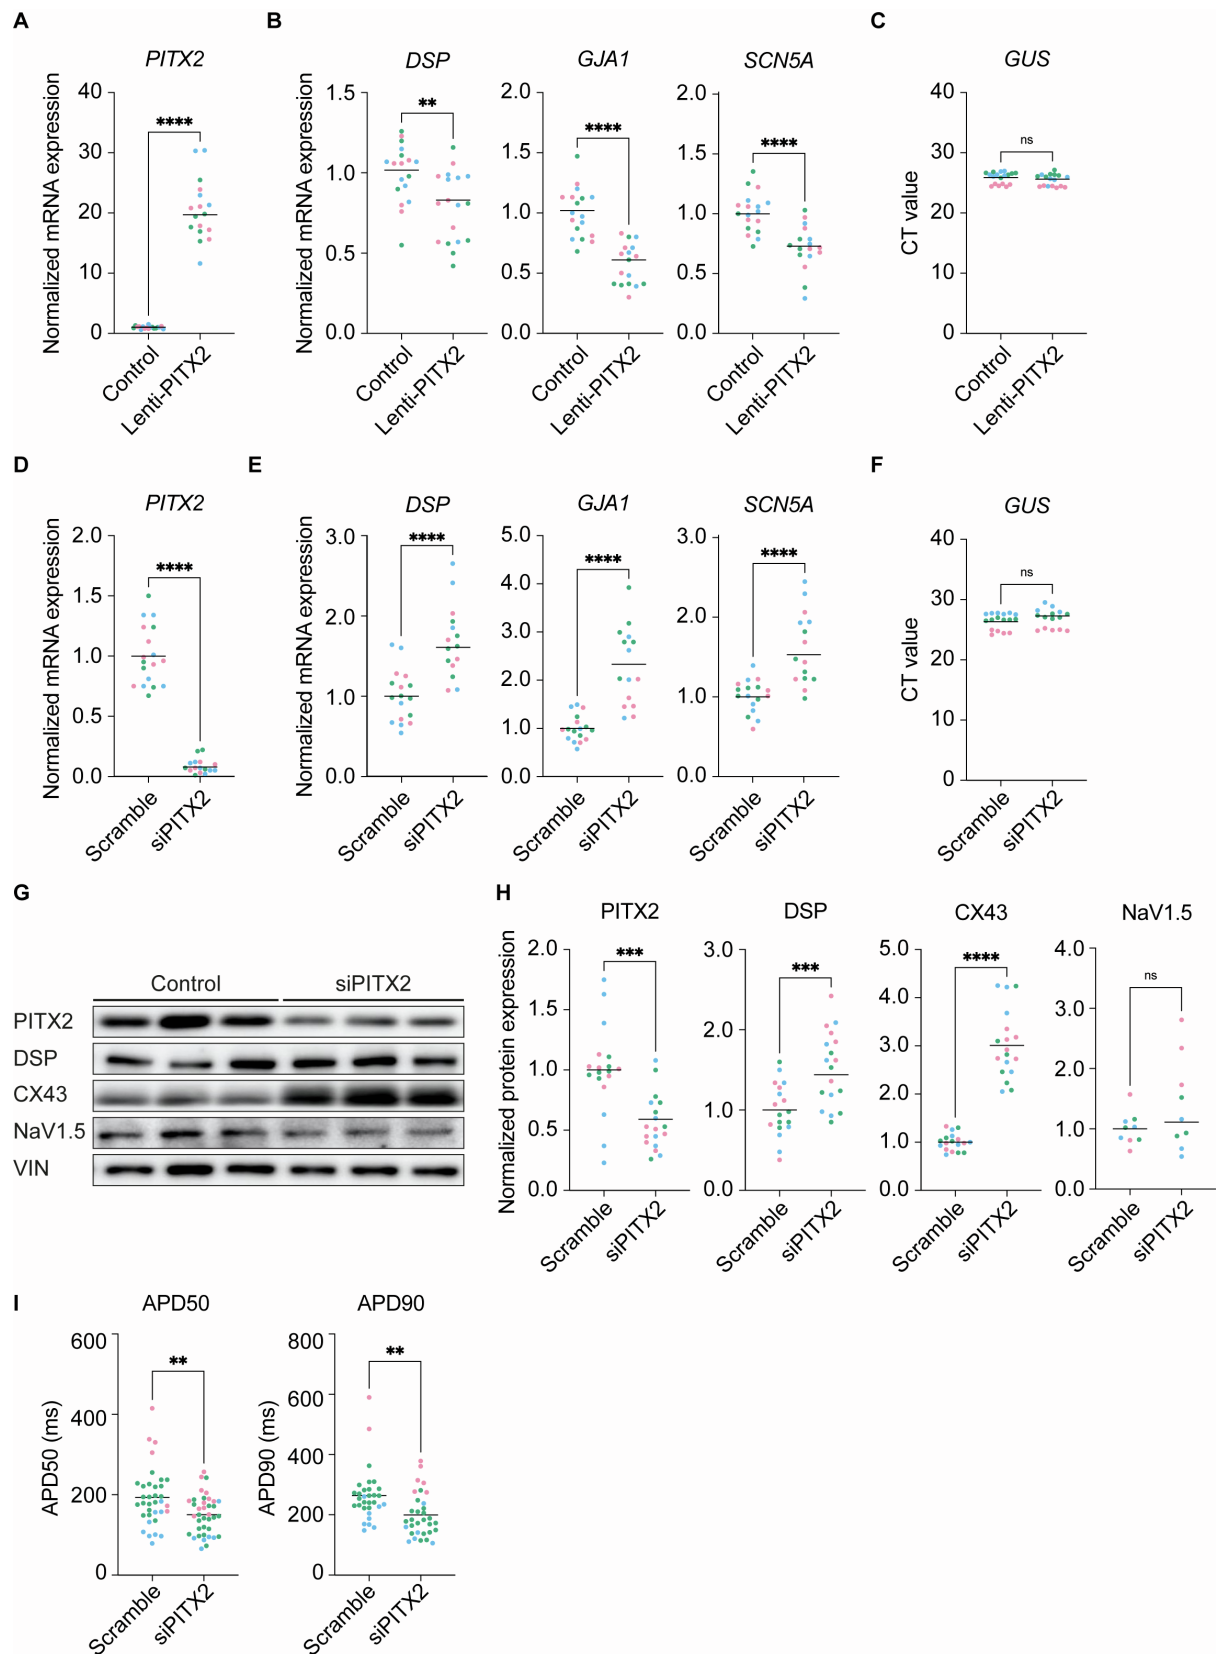 A
B
C
PITX2
DSP
GJA1
SCN5A
GUS
Normalized mRNA expression
40
30
20
10
0
****
Control
Lenti-PITX2
Normalized mRNA expression
1.5
1.0
0.5
0.0
**
Control
Lenti-PITX2
2.0
1.5
1.0
0.5
0.0
****
Control
Lenti-PITX2
2.0
1.5
1.0
0.5
0.0
****
Control
Lenti-PITX2
CT value
40
30
20
10
0
ns
Control
Lenti-PITX2
D
E
F
PITX2
DSP
GJA1
SCN5A
GUS
Normalized mRNA expression
2.0
1.5
1.0
0.5
0.0
****
Scramble
siPITX2
Normalized mRNA expression
3.0
2.0
1.0
0.0
****
Scramble
siPITX2
5.0
4.0
3.0
2.0
1.0
0.0
****
Scramble
siPITX2
3.0
2.0
1.0
0.0
****
Scramble
siPITX2
CT value
40
30
20
10
0
ns
Scramble
siPITX2
G
Control siPITX2
PITX2
DSP
CX43
NaV1.5
VIN
H
PITX2
DSP
CX43
NaV1.5
Normalized protein expression
2.0
1.5
1.0
0.5
0.0
***
Scramble
siPITX2
3.0
2.0
1.0
0.0
***
Scramble
siPITX2
5.0
4.0
3.0
2.0
1.0
0.0
****
Scramble
siPITX2
4.0
3.0
2.0
1.0
0.0
ns
Scramble
siPITX2
I
APD50
APD90
APD50 (ms)
600
400
200
0
**
Scramble
siPITX2
APD90 (ms)
800
600
400
200
0
**
Scramble
siPITX2